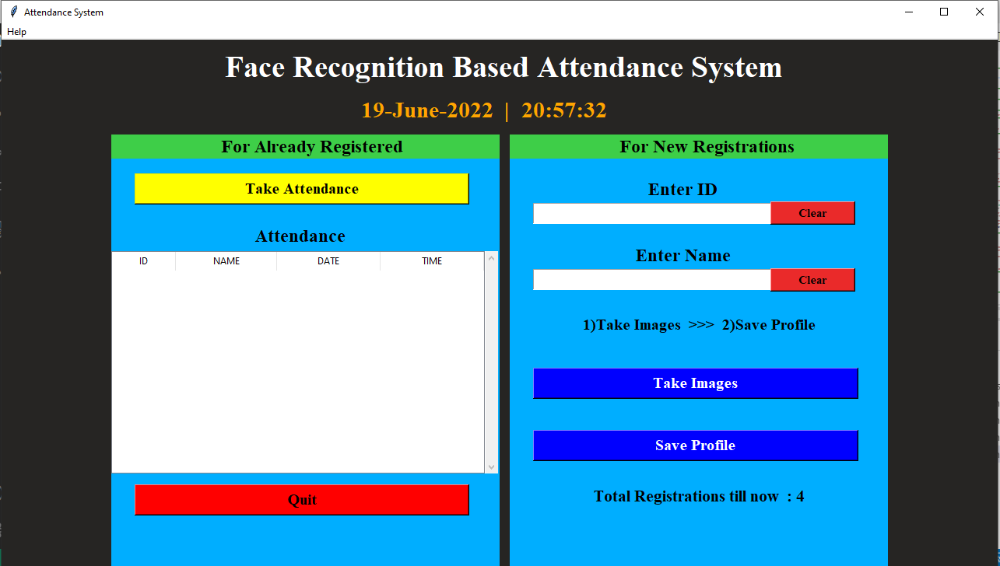 Attendance System
Help
Face Recognition Based Attendance System
19-June-2022 | 20:57:32
For Already Registered
Take Attendance
Attendance
ID NAME DATE TIME
Quit
For New Registrations
Enter ID
Clear
Enter Name
Clear
1)Take Images >>> 2)Save Profile
Take Images
Save Profile
Total Registrations till now : 4